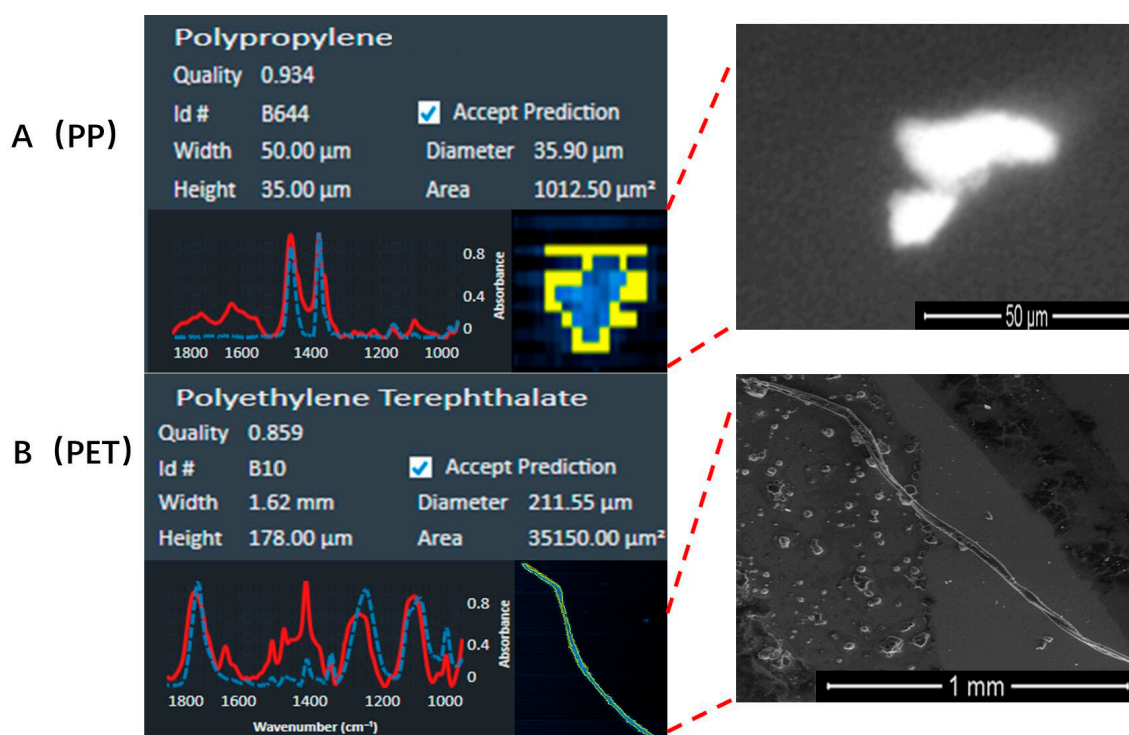 A (PP)
Polypropylene
Quality 0.934
Id # B644 Accept Prediction
Width 50.00 µm Diameter 35.90 µm
Height 35.00 µm Area 1012.50 µm²
0.8
0.4
0
Absorbance
1800 1600 1400 1200 1000
50 µm
B (PET)
Polyethylene Terephthalate
Quality 0.859
Id # B10 Accept Prediction
Width 1.62 mm Diameter 211.55 µm
Height 178.00 µm Area 35150.00 µm²
0.8
0.4
0
Absorbance
1800 1600 1400 1200 1000
Wavenumber (cm⁻¹)
1 mm